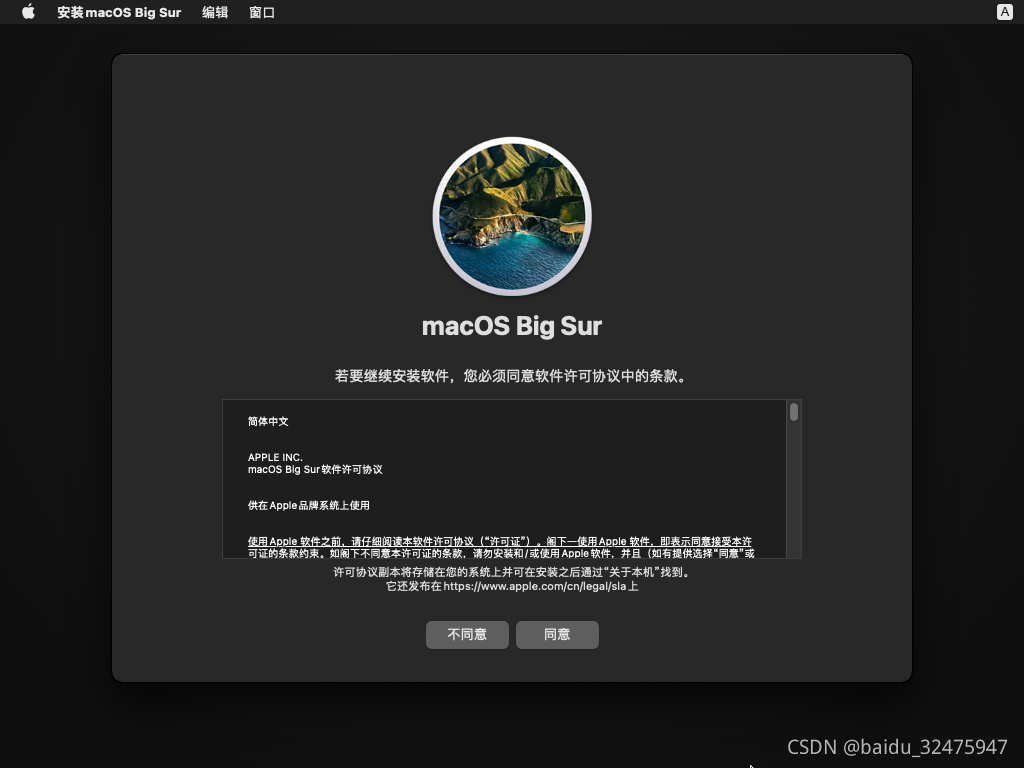 安装macOS Big Sur 编辑 窗口 A
macOS Big Sur
若要继续安装软件，您必须同意软件许可协议中的条款。
简体中文
APPLE INC.
macOS Big Sur软件许可协议
供在Apple品牌系统上使用
使用Apple 软件之前，请仔细阅读本软件许可协议（“许可证”）。阁下一使用Apple 软件，即表示同意接受本许
可证的条款约束。如阁下不同意本许可证的条款，请勿安装和/或使用Apple软件，并且（如有提供选择“同意”或
许可协议副本将存储在您的系统上并可在安装之后通过“关于本机”找到。
它还发布在https://www.apple.com/cn/legal/sla上
不同意 同意
CSDN @baidu_32475947